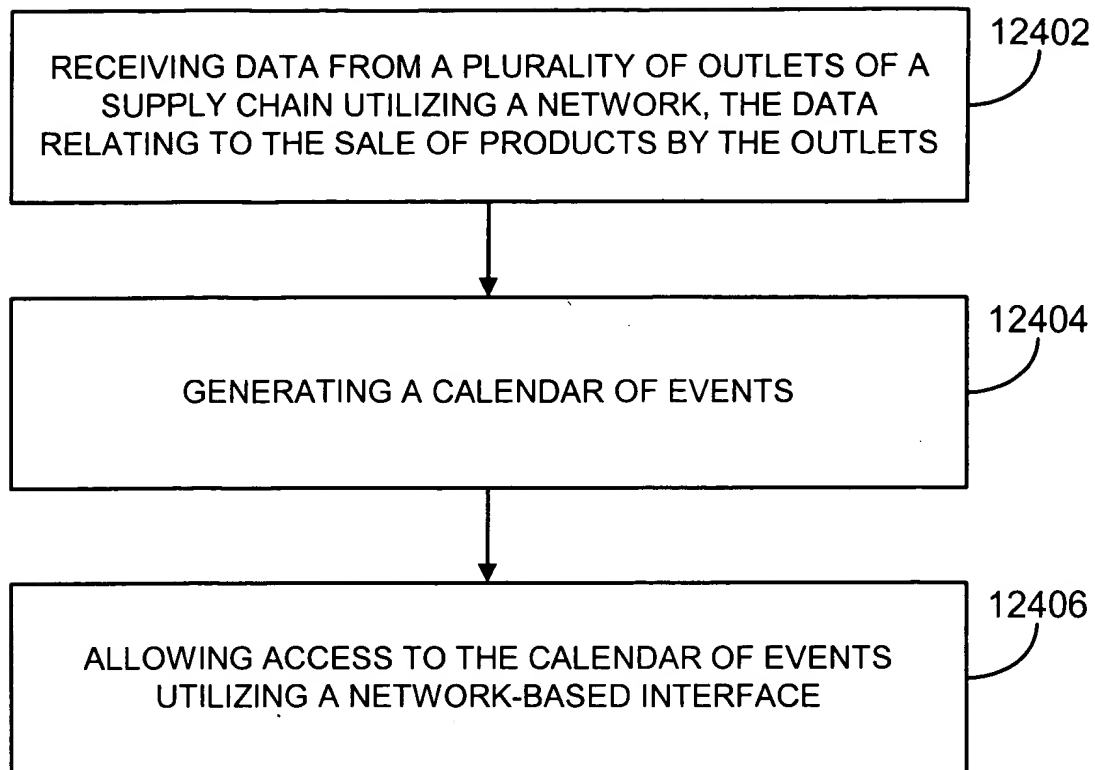 12402
RECEIVING DATA FROM A PLURALITY OF OUTLETS OF A
SUPPLY CHAIN UTILIZING A NETWORK, THE DATA
RELATING TO THE SALE OF PRODUCTS BY THE OUTLETS
12404
GENERATING A CALENDAR OF EVENTS
12406
ALLOWING ACCESS TO THE CALENDAR OF EVENTS
UTILIZING A NETWORK-BASED INTERFACE